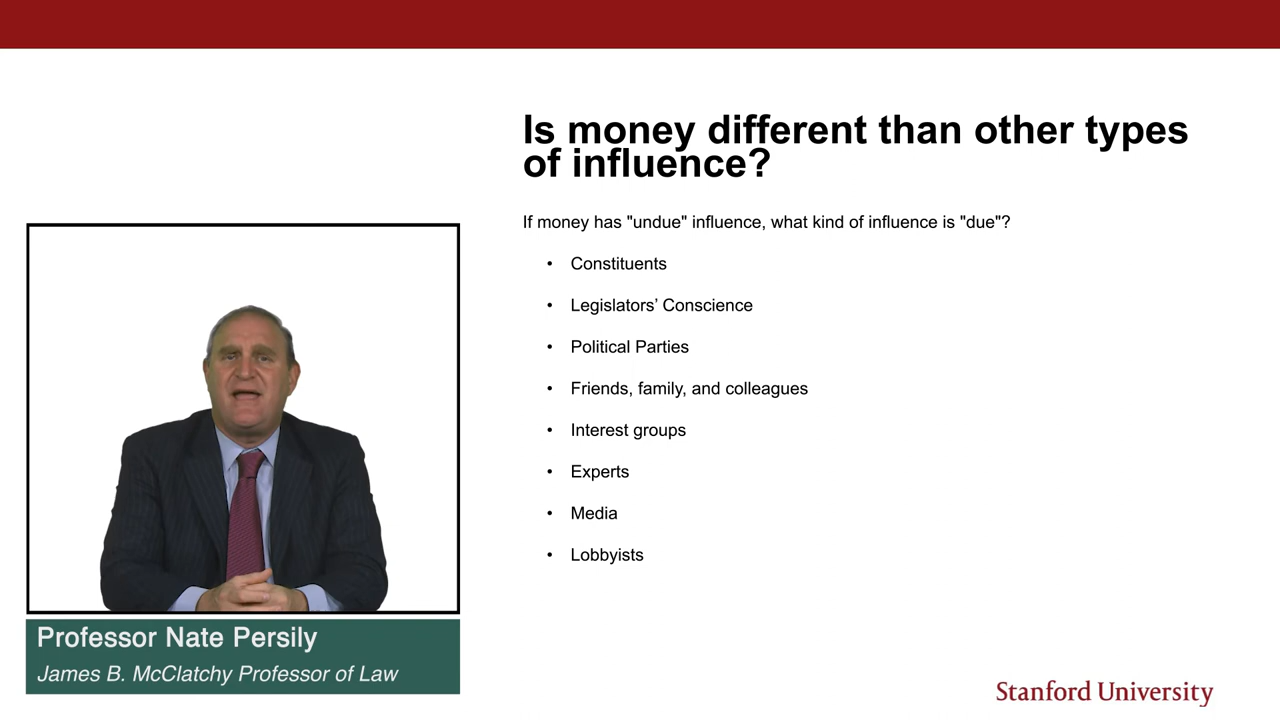 Is money different than other types
of influence?
If money has "undue" influence, what kind of influence is "due"?
• Constituents
• Legislators’ Conscience
• Political Parties
• Friends, family, and colleagues
• Interest groups
• Experts
• Media
• Lobbyists
Professor Nate Persily
James B. McClatchy Professor of Law
Stanford University